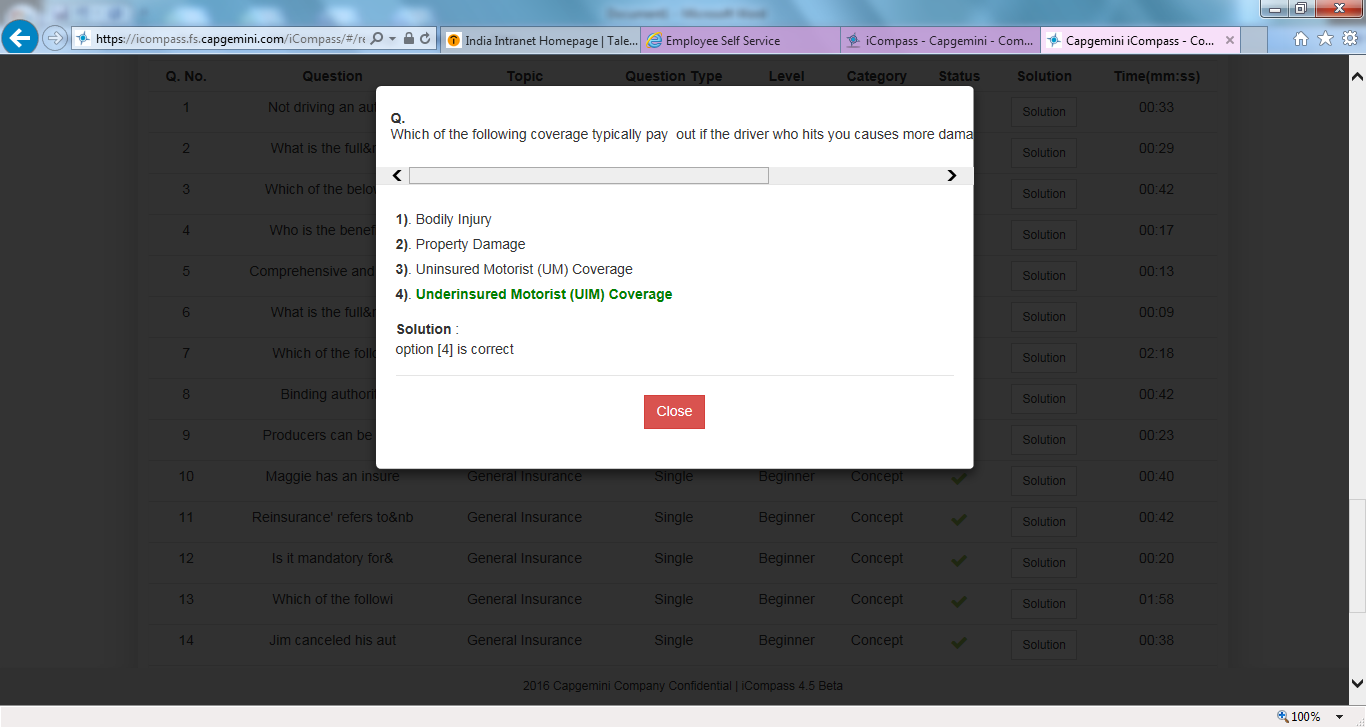 https://icompass.fs.capgemini.com/iCompass/#/re
India Intranet Homepage | Tale...
Employee Self Service
iCompass - Capgemini - Com...
Capgemini iCompass - Co...
Q. No. Question Topic Question Type Level Category Status Solution Time(mm:ss)
1 Not driving an au Solution 00:33
2 What is the full&r Solution 00:29
3 Which of the belo Solution 00:42
4 Who is the benef Solution 00:17
5 Comprehensive and Solution 00:13
6 What is the full&r Solution 00:09
7 Which of the follo Solution 02:18
8 Binding authorit Solution 00:42
9 Producers can be Solution 00:23
10 Maggie has an insure General Insurance Single Beginner Concept Solution 00:40
11 Reinsurance' refers to&nb General Insurance Single Beginner Concept Solution 00:42
12 Is it mandatory for& General Insurance Single Beginner Concept Solution 00:20
13 Which of the followi General Insurance Single Beginner Concept Solution 01:58
14 Jim canceled his aut General Insurance Single Beginner Concept Solution 00:38
Q.
Which of the following coverage typically pay out if the driver who hits you causes more dama
1). Bodily Injury
2). Property Damage
3). Uninsured Motorist (UM) Coverage
4). Underinsured Motorist (UIM) Coverage
Solution :
option [4] is correct
Close
2016 Capgemini Company Confidential | iCompass 4.5 Beta
100%